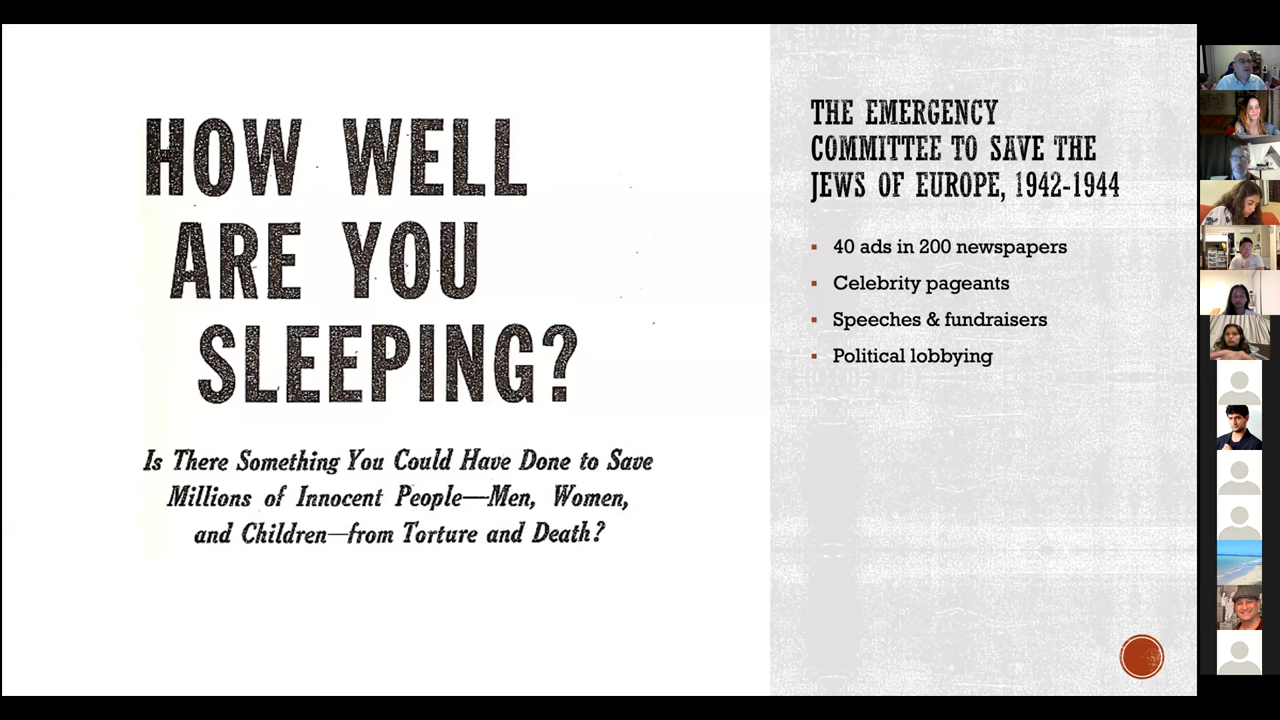 HOW WELL
ARE YOU
SLEEPING?
Is There Something You Could Have Done to Save
Millions of Innocent People—Men, Women,
and Children—from Torture and Death?
THE EMERGENCY
COMMITTEE TO SAVE THE
JEWS OF EUROPE, 1942-1944
▪ 40 ads in 200 newspapers
▪ Celebrity pageants
▪ Speeches & fundraisers
▪ Political lobbying